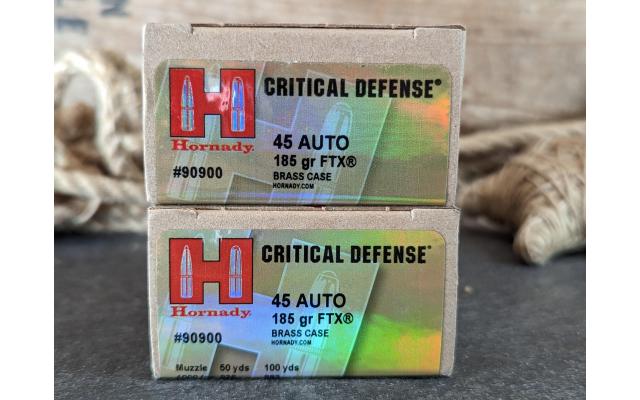 H
CRITICAL DEFENSE®
Hornady®
45 AUTO
185 gr FTX®
#90900
BRASS CASE
HORNADY.COM
H
CRITICAL DEFENSE®
Hornady®
45 AUTO
185 gr FTX®
#90900
BRASS CASE
HORNADY.COM
Muzzle 50 yds 100 yds